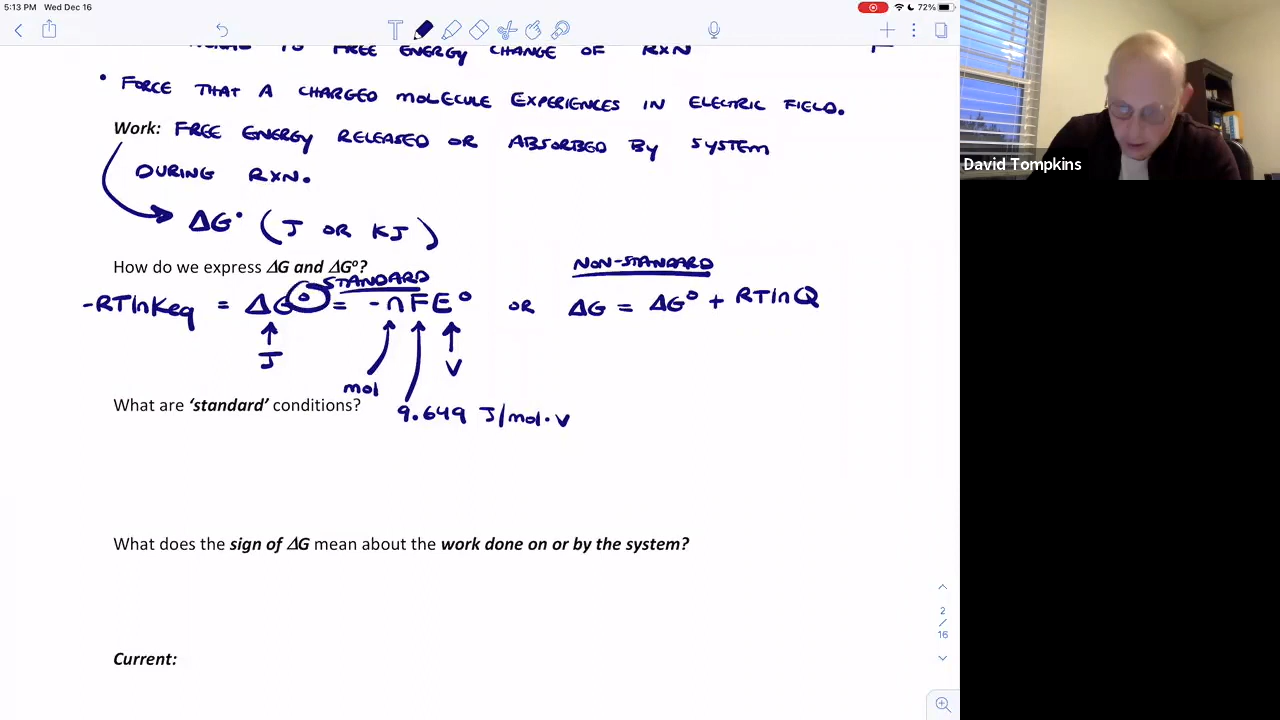 5:13 PM Wed Dec 16
72%
TO FREE ENERGY CHANGE OF RXN
• FORCE THAT A CHARGED MOLECULE EXPERIENCES IN ELECTRIC FIELD.
Work: FREE ENERGY RELEASED OR ABSORBED BY SYSTEM
DURING RXN.
ΔG° (J OR KJ)
How do we express ΔG and ΔG°?
STANDARD
NON-STANDARD
-RTlnKeq = ΔG° = -nFE° OR ΔG = ΔG° + RTlnQ
J
mol
V
What are ‘standard’ conditions?
9.649 J/mol·V
What does the sign of ΔG mean about the work done on or by the system?
Current:
2
/
16
David Tompkins